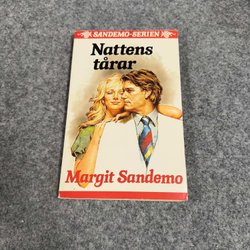 SANDEMO-SERIEN
Nattens
tårar
Margit Sandemo